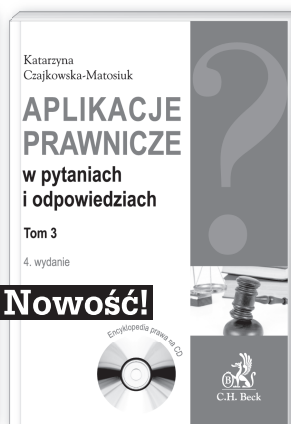 Katarzyna
Czajkowska-Matosiuk
APLIKACJE
PRAWNICZE
w pytaniach
i odpowiedziach
Tom 3
4. wydanie
Nowość!
Encyklopedia prawa na CD
?
C.H. Beck